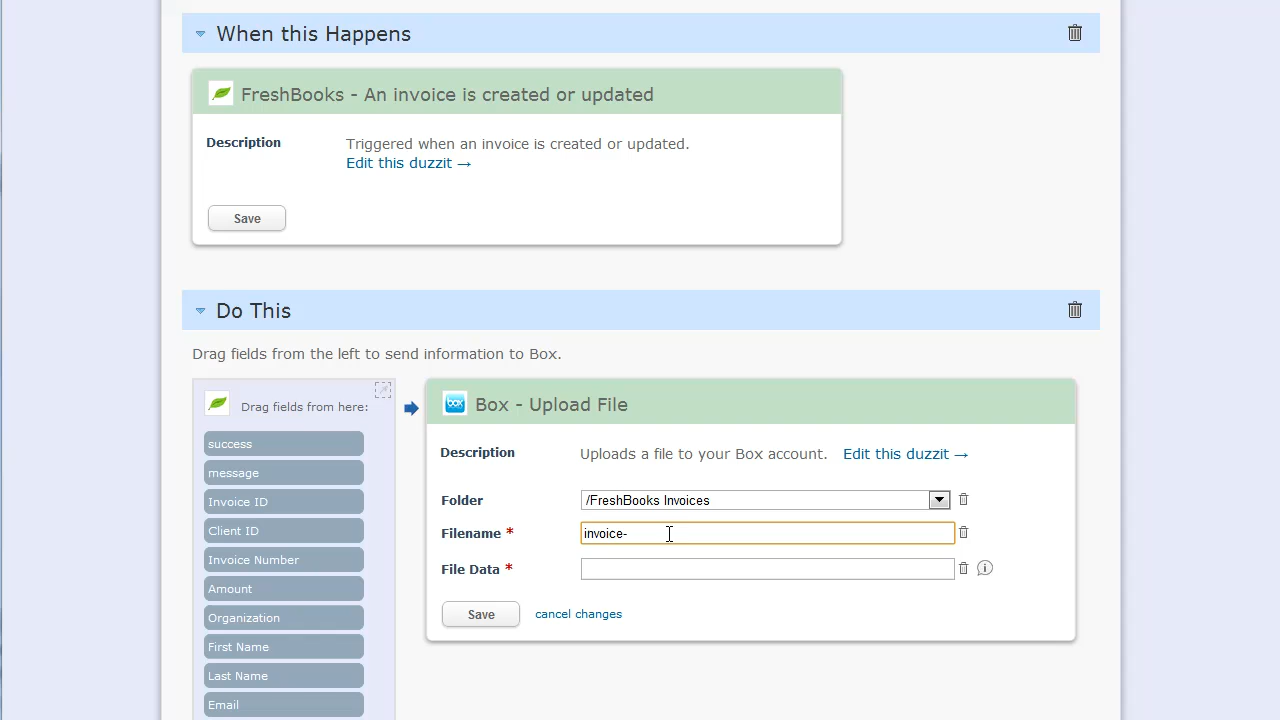 When this Happens
FreshBooks - An invoice is created or updated
Description
Triggered when an invoice is created or updated.
Edit this duzzit →
Save
Do This
Drag fields from the left to send information to Box.
Drag fields from here:
success
message
Invoice ID
Client ID
Invoice Number
Amount
Organization
First Name
Last Name
Email
box
Box - Upload File
Description
Uploads a file to your Box account. Edit this duzzit →
Folder
/FreshBooks Invoices
Filename *
invoice-
File Data *
Save
cancel changes